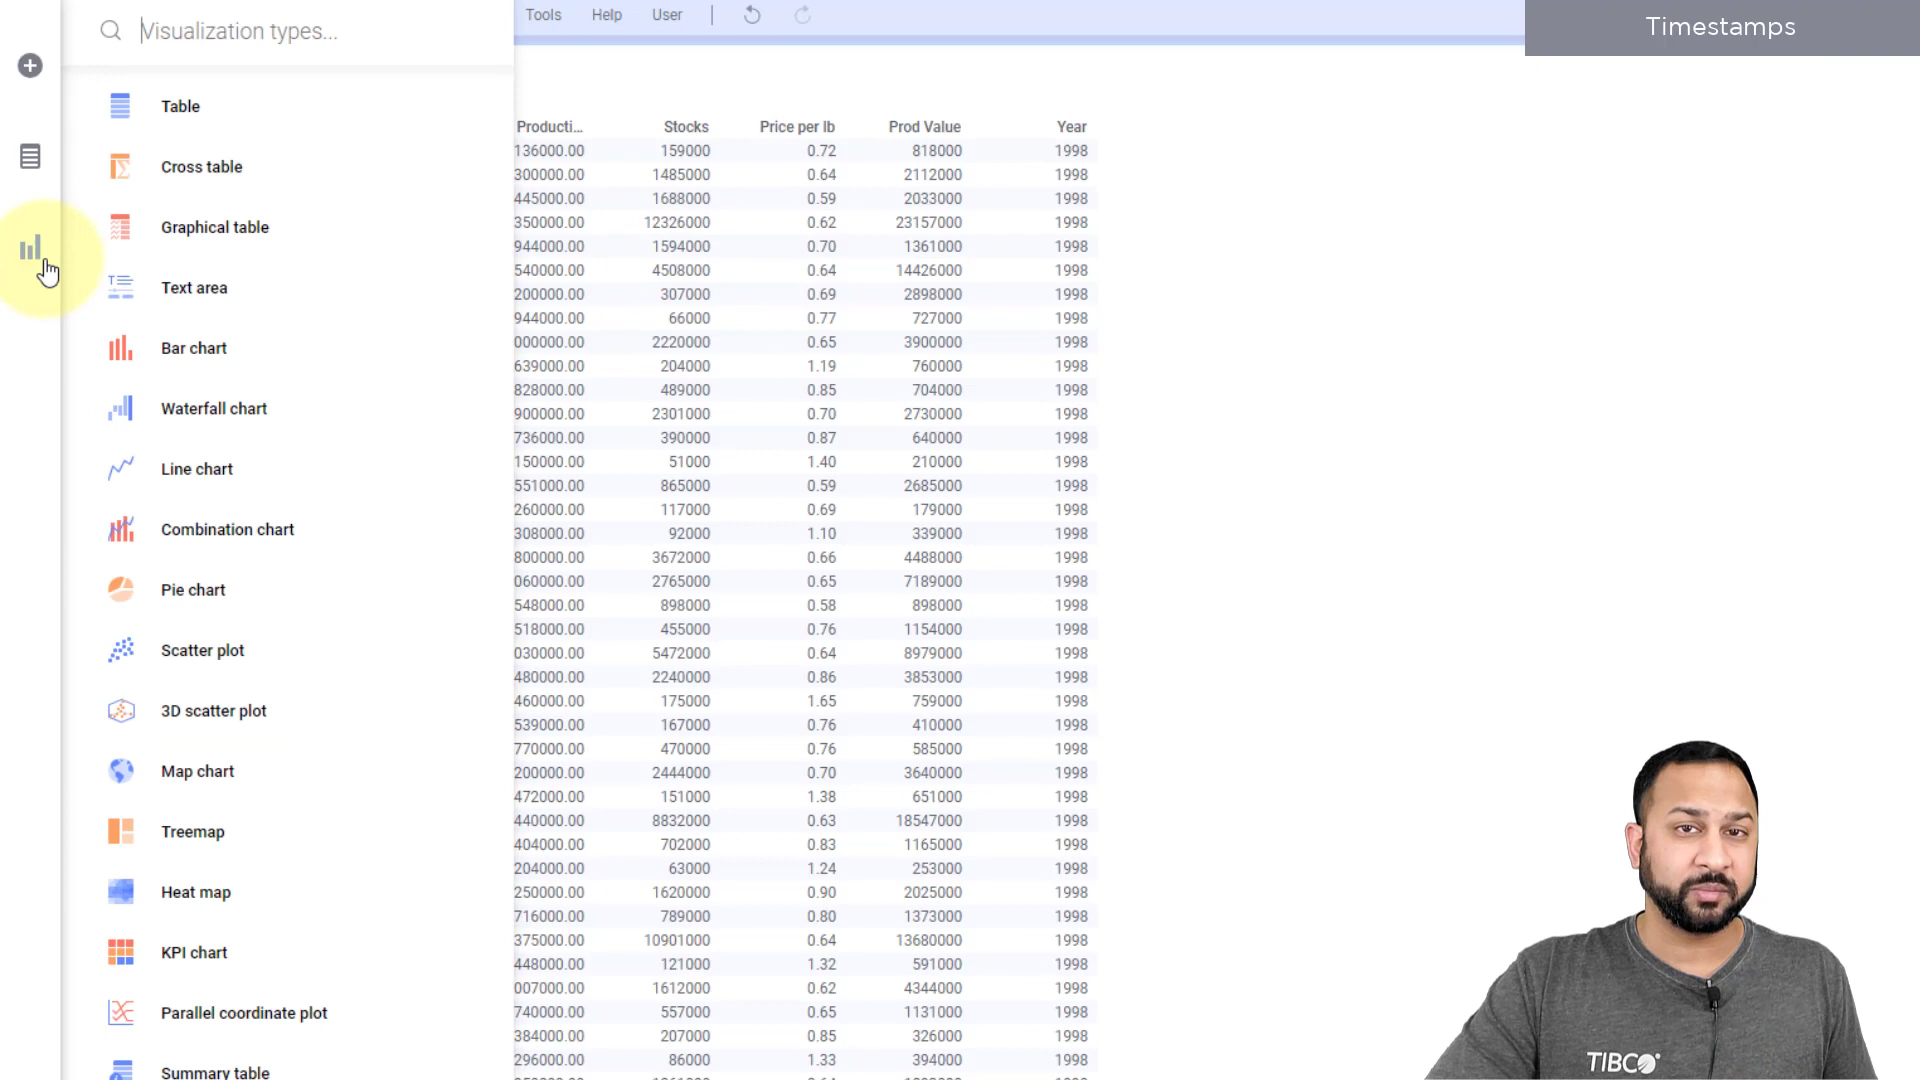 Tools Help User
Timestamps
Visualization types...
Table
Cross table
Graphical table
Text area
Bar chart
Waterfall chart
Line chart
Combination chart
Pie chart
Scatter plot
3D scatter plot
Map chart
Treemap
Heat map
KPI chart
Parallel coordinate plot
Summary table
Producti... Stocks Price per lb Prod Value Year
136000.00 159000 0.72 818000 1998
300000.00 1485000 0.64 2112000 1998
445000.00 1688000 0.59 2033000 1998
350000.00 12326000 0.62 23157000 1998
944000.00 1594000 0.70 1361000 1998
540000.00 4508000 0.64 14426000 1998
200000.00 307000 0.69 2898000 1998
944000.00 66000 0.77 727000 1998
000000.00 2220000 0.65 3900000 1998
639000.00 204000 1.19 760000 1998
828000.00 489000 0.85 704000 1998
900000.00 2301000 0.70 2730000 1998
736000.00 390000 0.87 640000 1998
150000.00 51000 1.40 210000 1998
551000.00 865000 0.59 2685000 1998
260000.00 117000 0.69 179000 1998
308000.00 92000 1.10 339000 1998
800000.00 3672000 0.66 4488000 1998
060000.00 2765000 0.65 7189000 1998
548000.00 898000 0.58 898000 1998
518000.00 455000 0.76 1154000 1998
030000.00 5472000 0.64 8979000 1998
480000.00 2240000 0.86 3853000 1998
460000.00 175000 1.65 759000 1998
539000.00 167000 0.76 410000 1998
770000.00 470000 0.76 585000 1998
200000.00 2444000 0.70 3640000 1998
472000.00 151000 1.38 651000 1998
440000.00 8832000 0.63 18547000 1998
404000.00 702000 0.83 1165000 1998
204000.00 63000 1.24 253000 1998
250000.00 1620000 0.90 2025000 1998
716000.00 789000 0.80 1373000 1998
375000.00 10901000 0.64 13680000 1998
448000.00 121000 1.32 591000 1998
007000.00 1612000 0.62 4344000 1998
740000.00 557000 0.65 1131000 1998
384000.00 207000 0.85 326000 1998
296000.00 86000 1.33 394000 1998
TIBCO